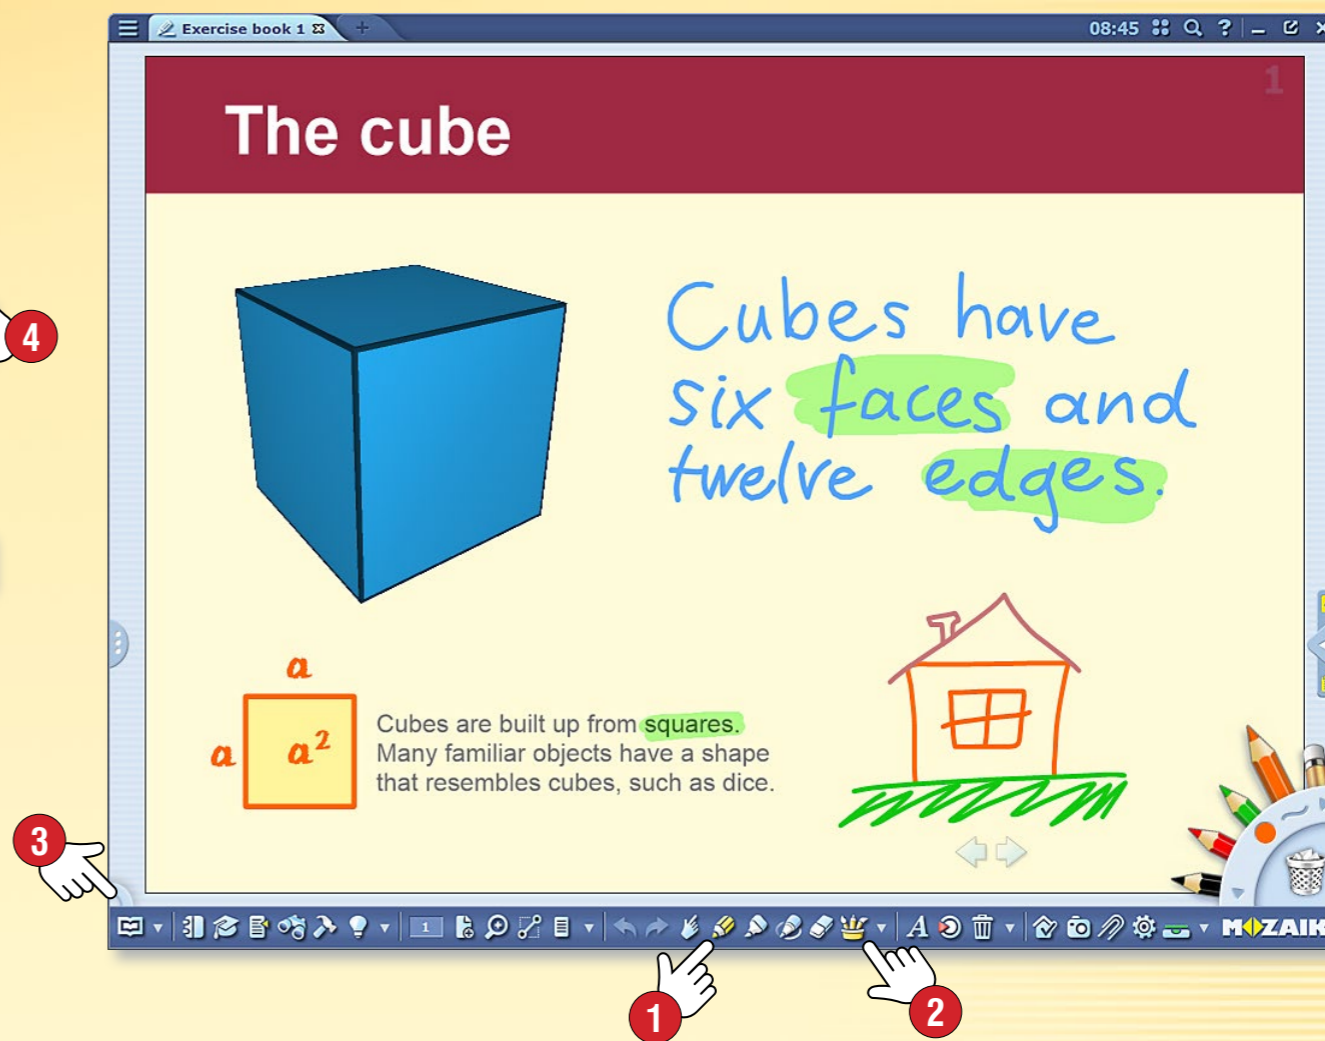 Exercise book 1
08:45
1
The cube
Cubes have
six faces and
twelve edges.
a
a
a²
Cubes are built up from squares.
Many familiar objects have a shape
that resembles cubes, such as dice.
4
3
1
A
MOZAIK
1
2